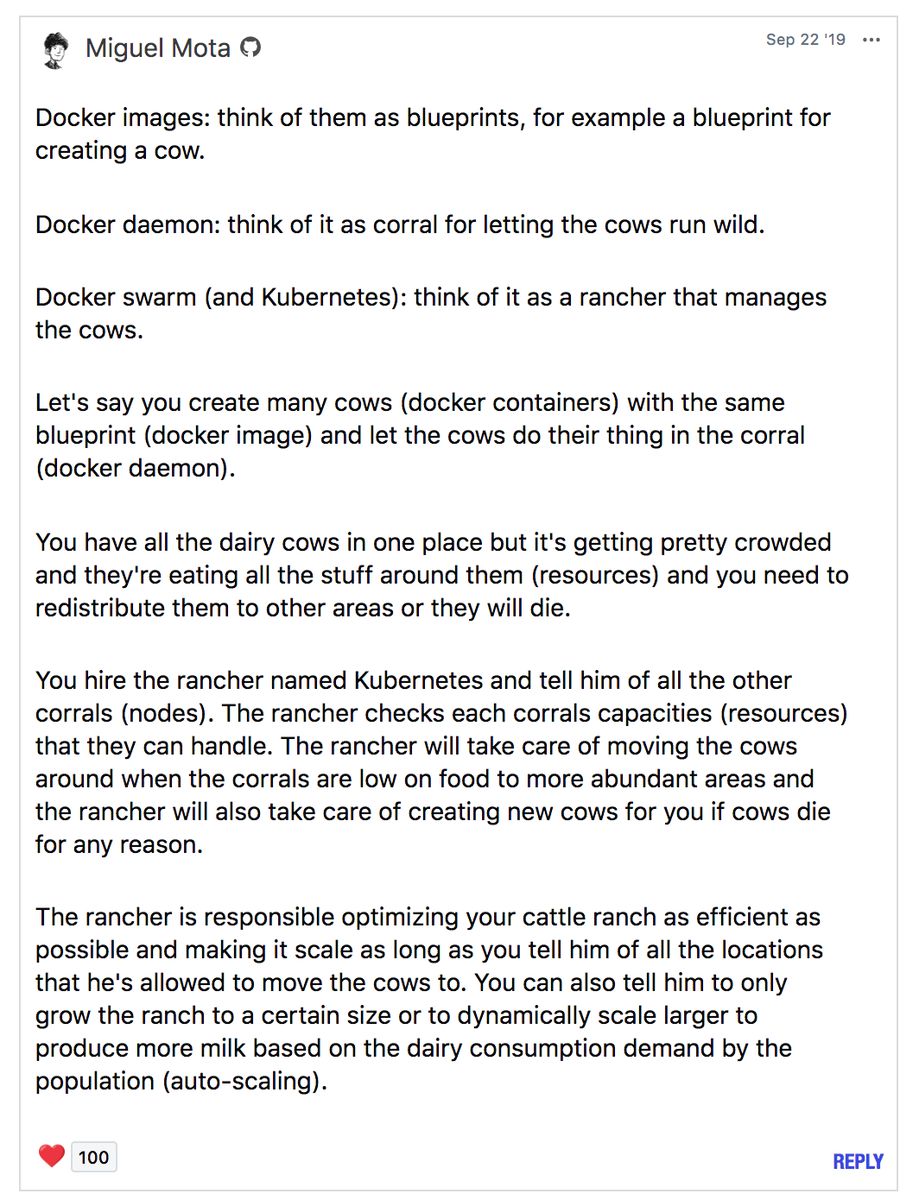 Miguel Mota
Sep 22 '19
Docker images: think of them as blueprints, for example a blueprint for
creating a cow.
Docker daemon: think of it as corral for letting the cows run wild.
Docker swarm (and Kubernetes): think of it as a rancher that manages
the cows.
Let's say you create many cows (docker containers) with the same
blueprint (docker image) and let the cows do their thing in the corral
(docker daemon).
You have all the dairy cows in one place but it's getting pretty crowded
and they're eating all the stuff around them (resources) and you need to
redistribute them to other areas or they will die.
You hire the rancher named Kubernetes and tell him of all the other
corrals (nodes). The rancher checks each corrals capacities (resources)
that they can handle. The rancher will take care of moving the cows
around when the corrals are low on food to more abundant areas and
the rancher will also take care of creating new cows for you if cows die
for any reason.
The rancher is responsible optimizing your cattle ranch as efficient as
possible and making it scale as long as you tell him of all the locations
that he's allowed to move the cows to. You can also tell him to only
grow the ranch to a certain size or to dynamically scale larger to
produce more milk based on the dairy consumption demand by the
population (auto-scaling).
100
REPLY